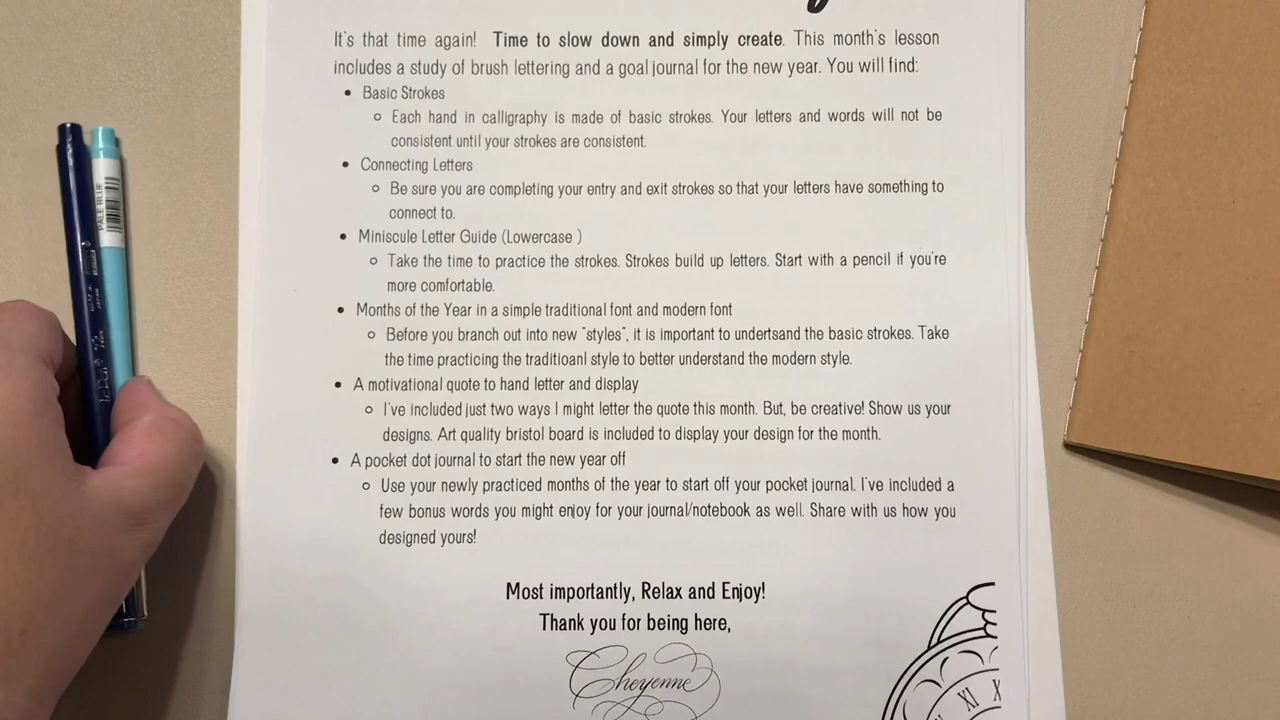 It's that time again! Time to slow down and simply create. This month's lesson
includes a study of brush lettering and a goal journal for the new year. You will find:
• Basic Strokes
○ Each hand in calligraphy is made of basic strokes. Your letters and words will not be
consistent until your strokes are consistent.
• Connecting Letters
○ Be sure you are completing your entry and exit strokes so that your letters have something to
connect to.
• Miniscule Letter Guide (Lowercase )
○ Take the time to practice the strokes. Strokes build up letters. Start with a pencil if you're
more comfortable.
• Months of the Year in a simple traditional font and modern font
○ Before you branch out into new "styles", it is important to undertsand the basic strokes. Take
the time practicing the traditioanl style to better understand the modern style.
• A motivational quote to hand letter and display
○ I've included just two ways I might letter the quote this month. But, be creative! Show us your
designs. Art quality bristol board is included to display your design for the month.
• A pocket dot journal to start the new year off
○ Use your newly practiced months of the year to start off your pocket journal. I've included a
few bonus words you might enjoy for your journal/notebook as well. Share with us how you
designed yours!
Most importantly, Relax and Enjoy!
Thank you for being here,
Cheyenne
XI X
PALE BLUE